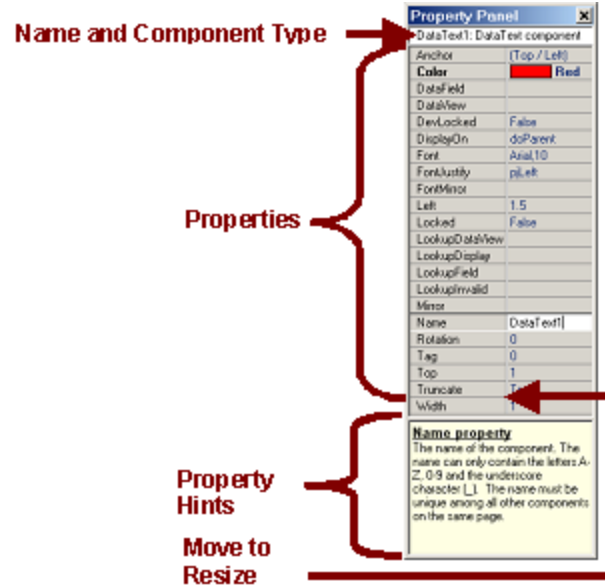 Property Panel
Name and Component Type
DataText1: DataText component
Anchor (Top / Left)
Color Red
DataField
DataView
DevLocked False
DisplayOn doParent
Font Arial,10
FontJustify pjLeft
FontMirror
Left 1.5
Locked False
LookupDataView
LookupDisplay
LookupField
LookupInvalid
Mirror
Name DataText1
Rotation 0
Tag 0
Top 1
Truncate
Width 1
Properties
Name property
The name of the component. The
name can only contain the letters A-
Z, 0-9 and the underscore
character (_). The name must be
unique among all other components
on the same page.
Property
Hints
Move to
Resize